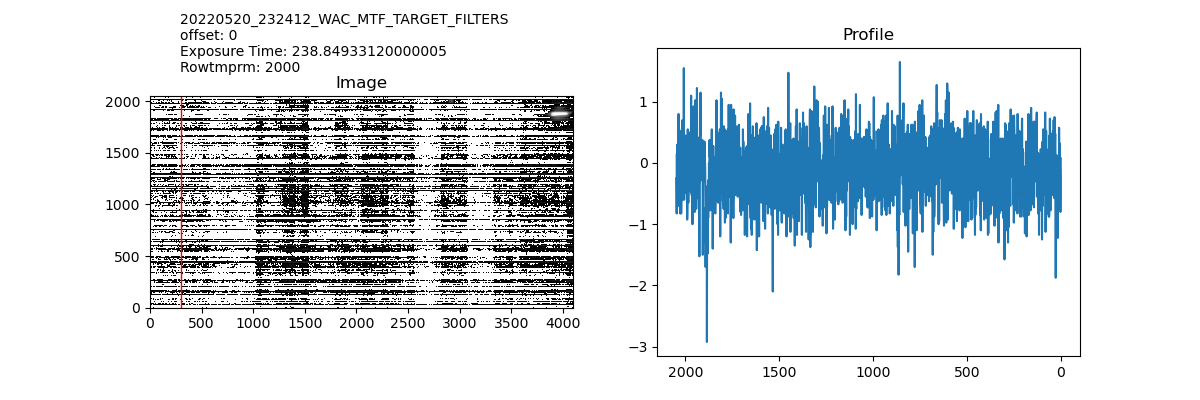 20220520_232412_WAC_MTF_TARGET_FILTERS
offset: 0
Exposure Time: 238.84933120000005
Rowtmprm: 2000
Image
2000
1500
1000
500
0
0 500 1000 1500 2000 2500 3000 3500 4000
Profile
1
0
−1
−2
−3
2000 1500 1000 500 0